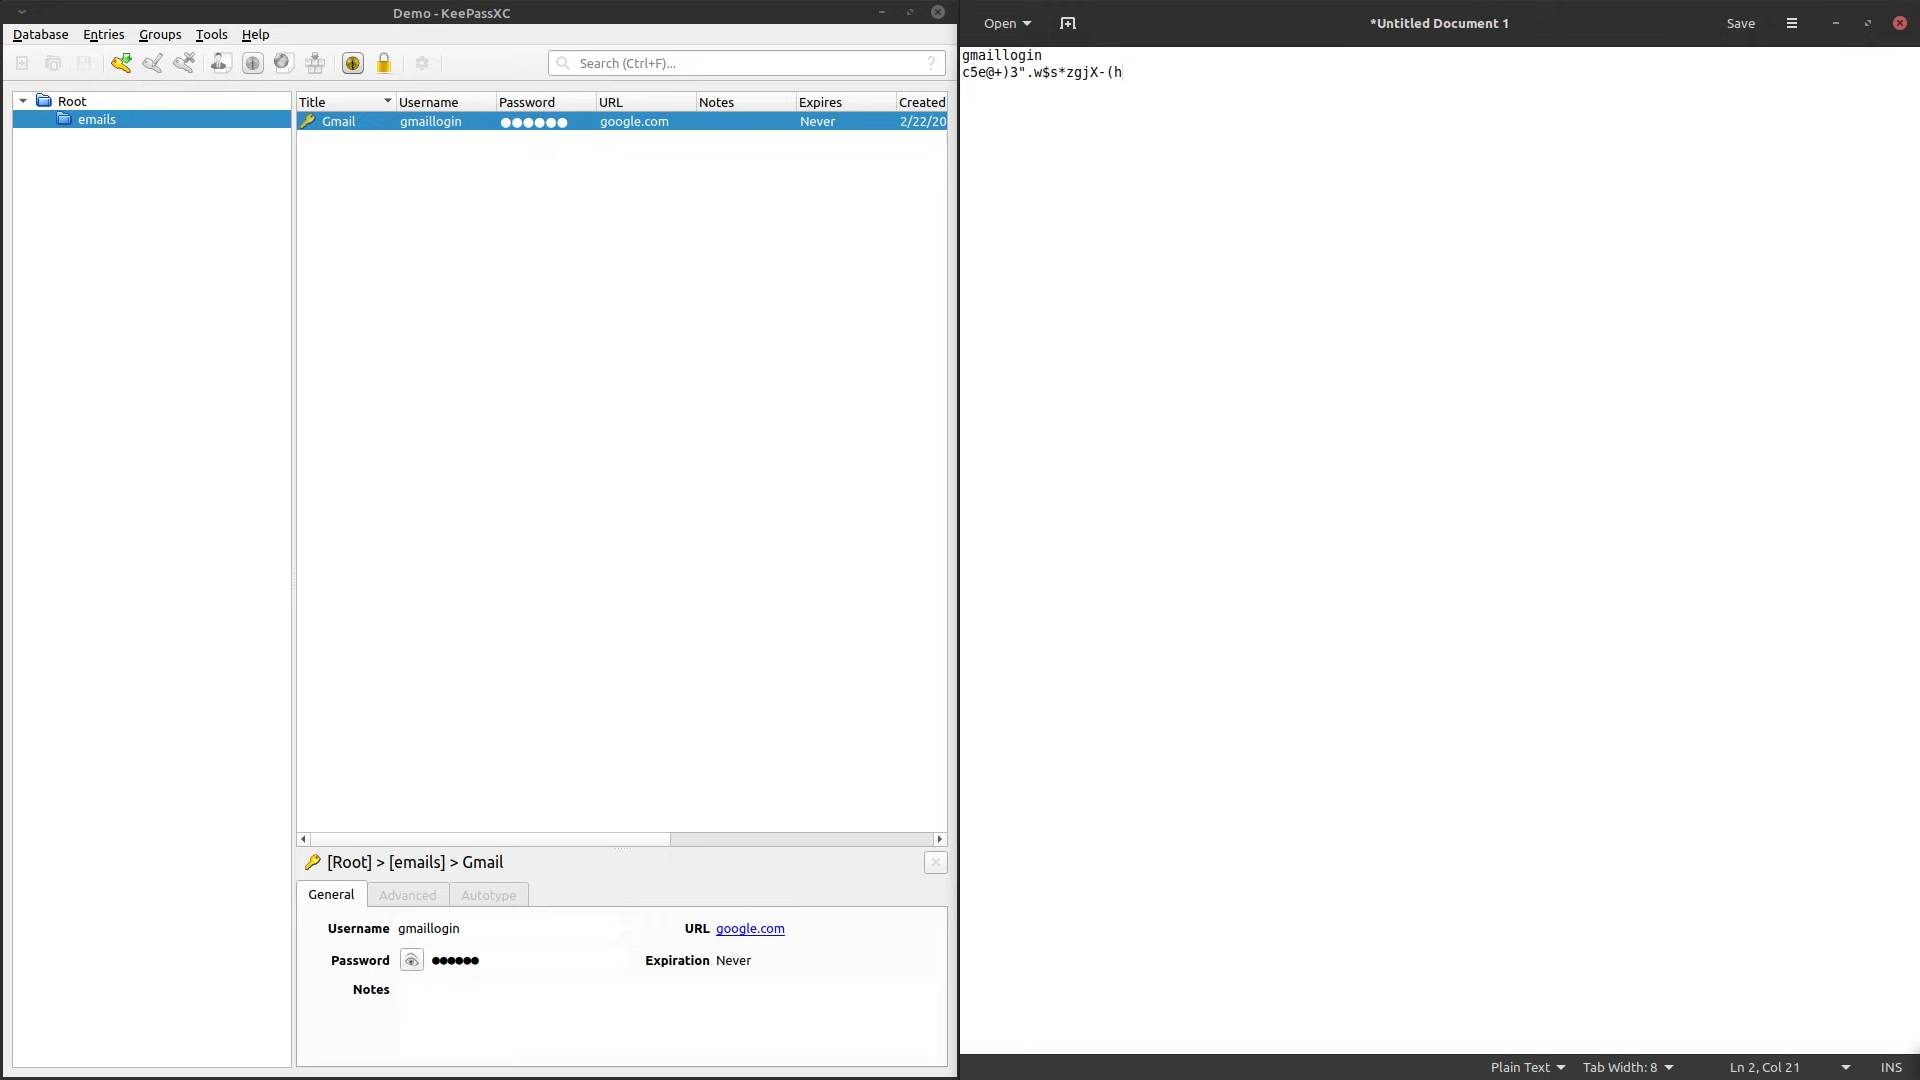 Demo - KeePassXC
Database Entries Groups Tools Help
Search (Ctrl+F)...
?
Root
emails
Title Username Password URL Notes Expires Created
Gmail gmaillogin ●●●●●● google.com Never 2/22/20
[Root] > [emails] > Gmail
General Advanced Autotype
Username gmaillogin URL google.com
Password ●●●●●● Expiration Never
Notes
Open *Untitled Document 1 Save
gmaillogin
c5e@+)3".w$s*zgjX-(h
Plain Text Tab Width: 8 Ln 2, Col 21 INS